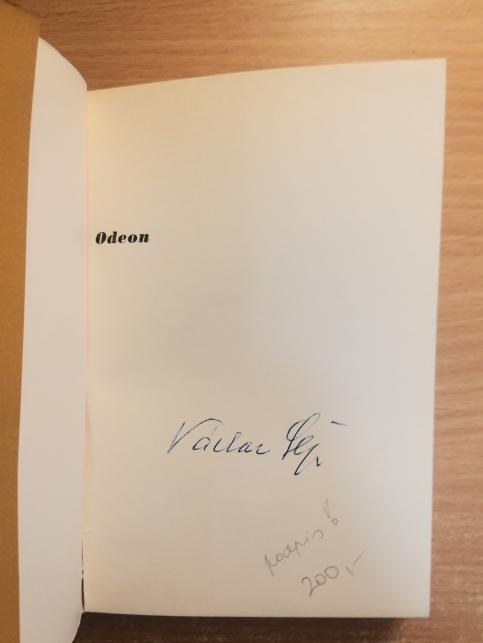 Odeon
Václav
podpis!
200,-